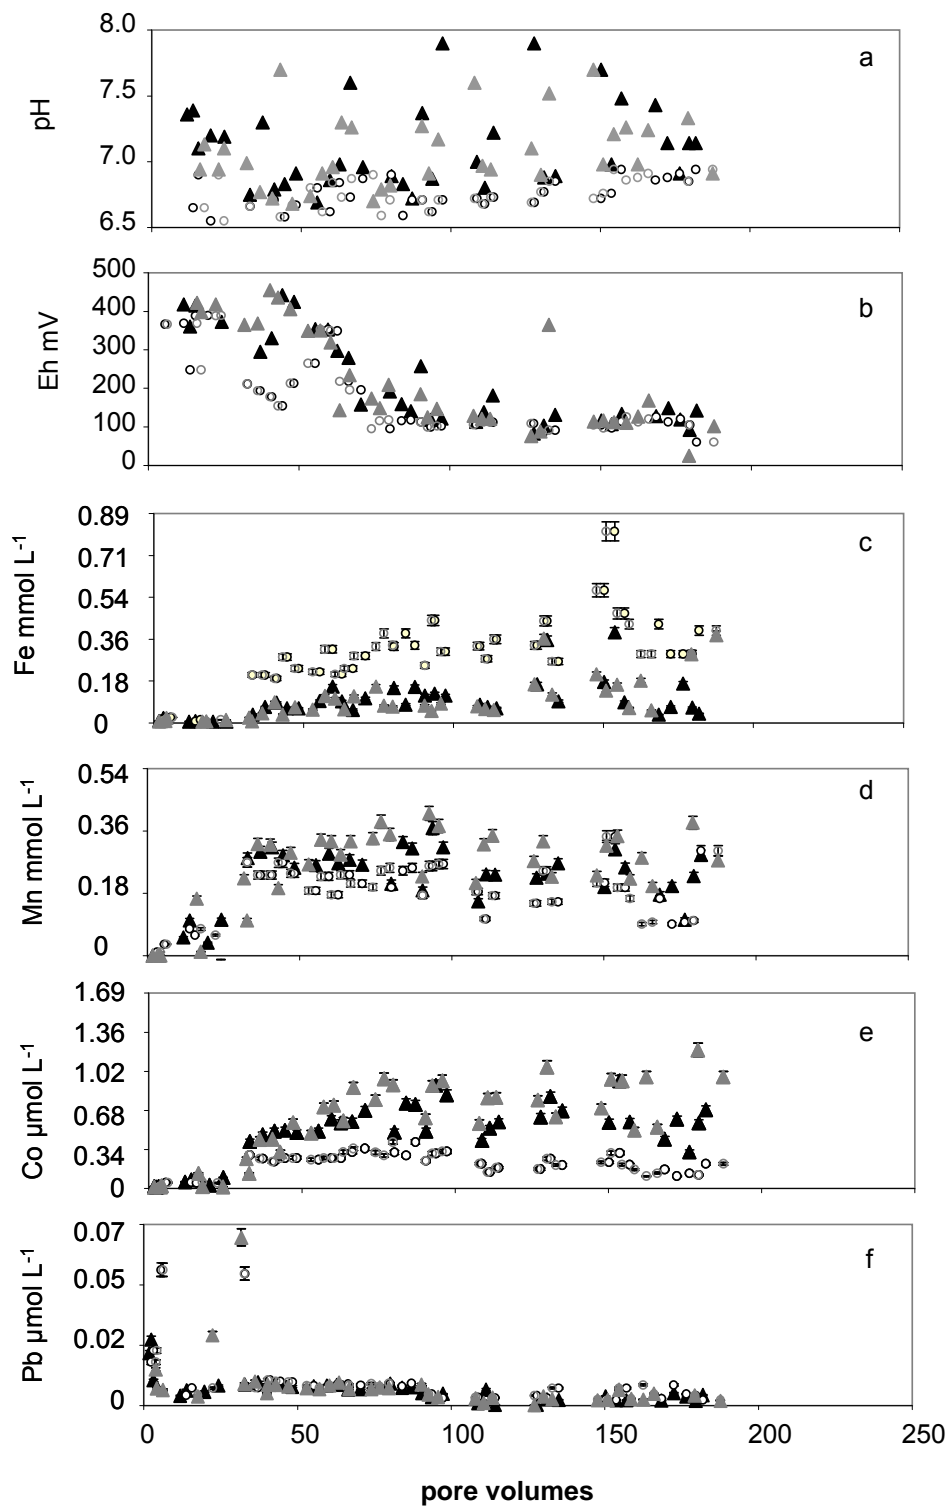 8.0
a
7.5
pH
7.0
6.5
500
400
b
300
Eh mV
200
100
0
0.89
c
0.71
Fe mmol L-1
0.54
0.36
0.18
0
0.54
d
0.36
Mn mmol L-1
0.18
0
1.69
1.36
e
1.02
Co µmol L-1
0.68
0.34
0
0.07
f
0.05
Pb µmol L-1
0.02
0
0 50 100 150 200 250
pore volumes